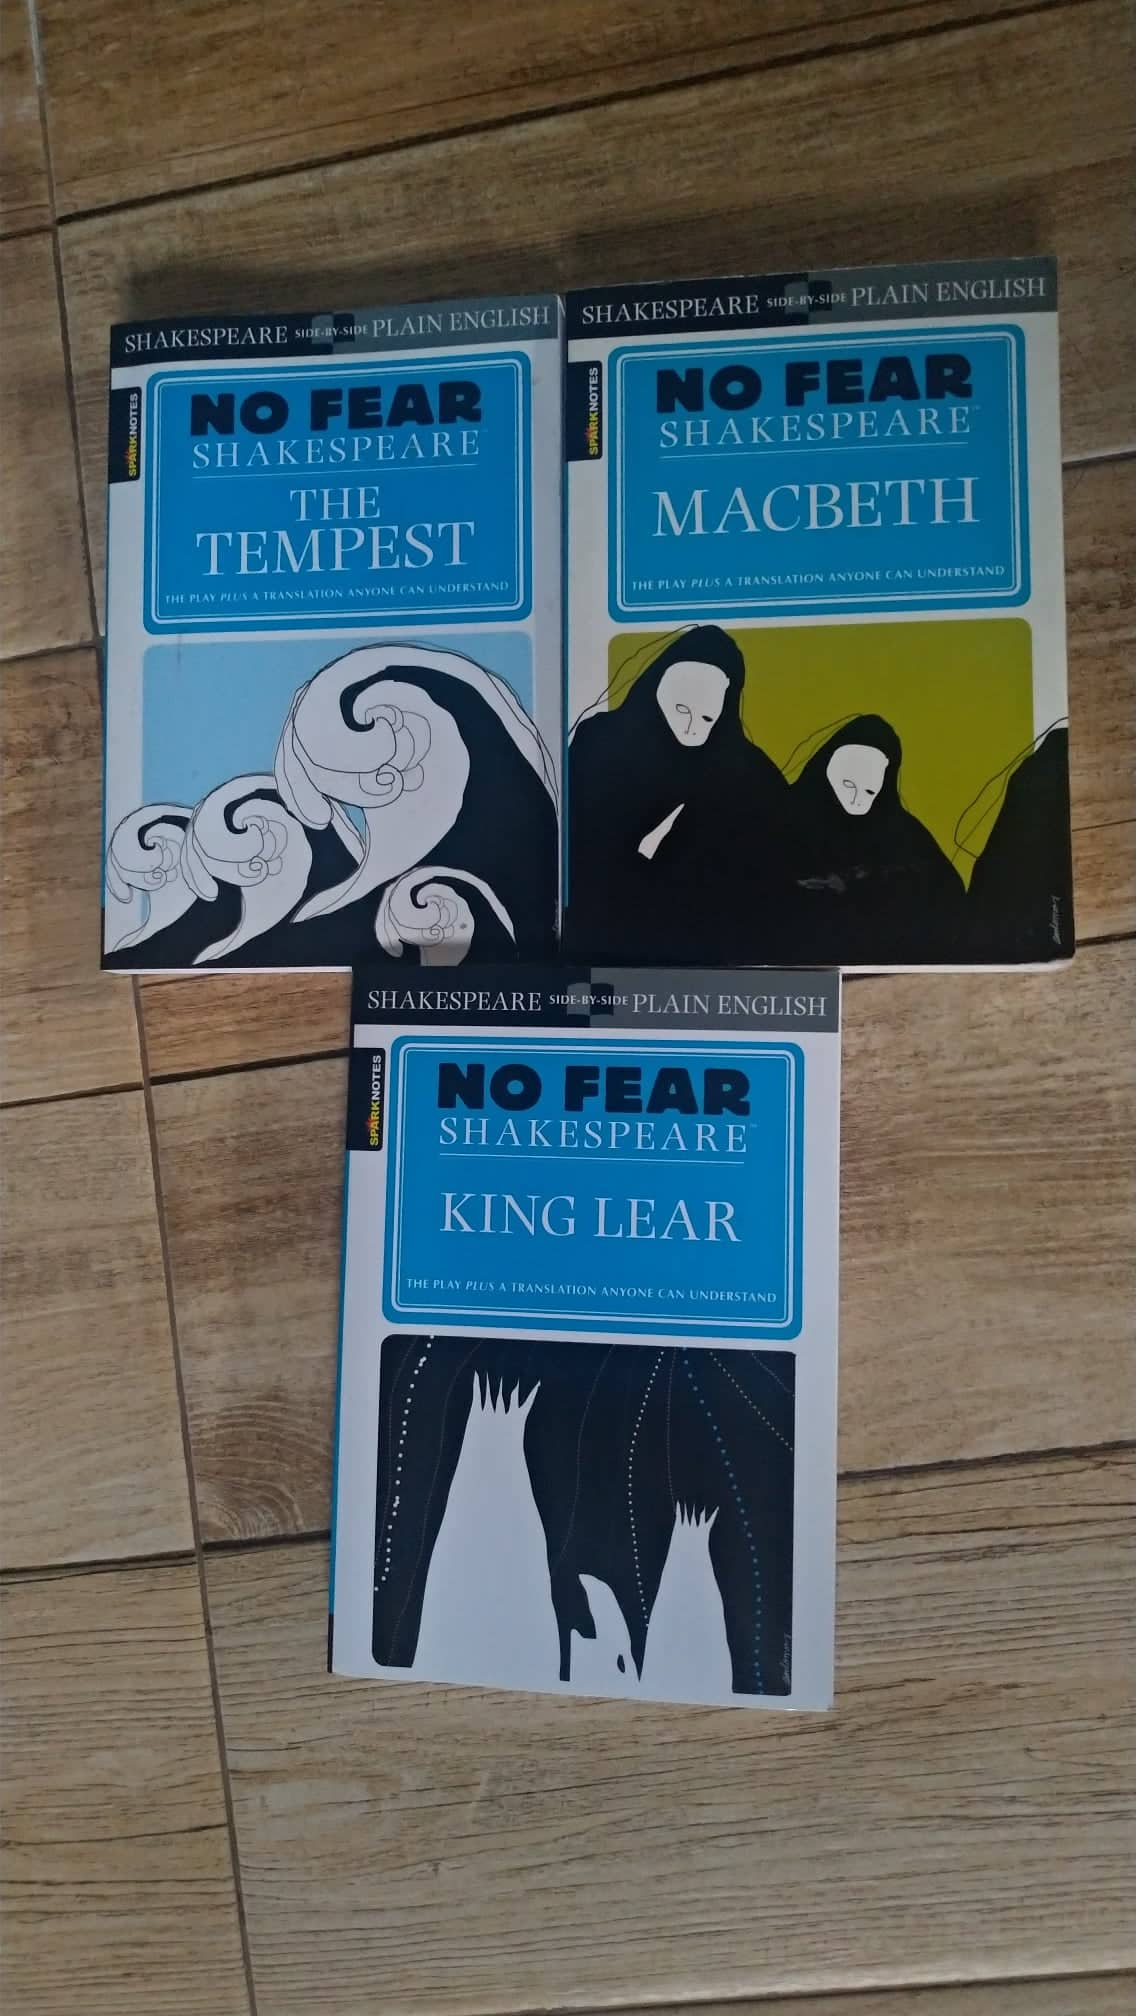 SHAKESPEARE SIDE-BY-SIDE PLAIN ENGLISH
SPARKNOTES
NO FEAR
SHAKESPEARE
THE
TEMPEST
THE PLAY PLUS A TRANSLATION ANYONE CAN UNDERSTAND
SHAKESPEARE SIDE-BY-SIDE PLAIN ENGLISH
SPARKNOTES
NO FEAR
SHAKESPEARE™
MACBETH
THE PLAY PLUS A TRANSLATION ANYONE CAN UNDERSTAND
SHAKESPEARE SIDE-BY-SIDE PLAIN ENGLISH
SPARKNOTES
NO FEAR
SHAKESPEARE™
KING LEAR
THE PLAY PLUS A TRANSLATION ANYONE CAN UNDERSTAND